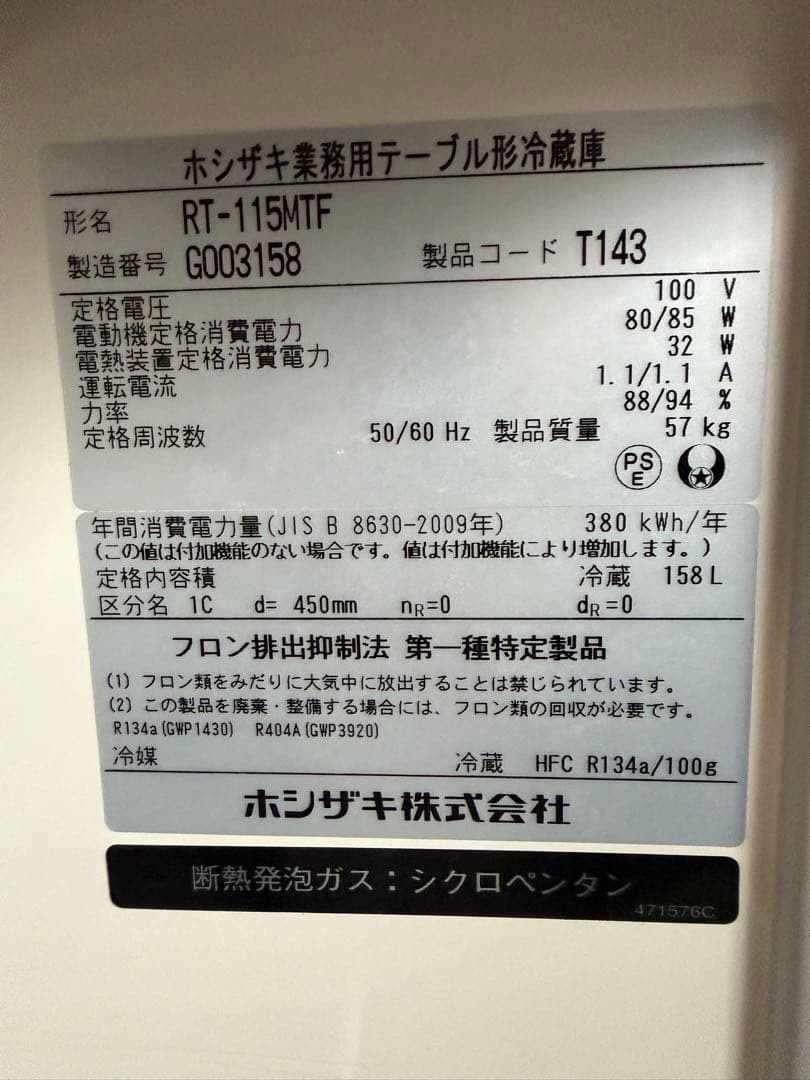 ホシザキ業務用テーブル形冷蔵庫
形名 RT-115MTF
製造番号 G003158 製品コード T143
定格電圧 100 V
電動機定格消費電力 80/85 W
電熱装置定格消費電力 32 W
運転電流 1.1/1.1 A
力率 88/94 %
定格周波数 50/60 Hz 製品質量 57 kg
PS E
年間消費電力量(JIS B 8630-2009年) 380 kWh/年
(この値は付加機能のない場合です。値は付加機能により増加します。)
定格内容積 冷蔵 158 L
区分名 1C d= 450mm nR=0 dR=0
フロン排出抑制法 第一種特定製品
(1) フロン類をみだりに大気中に放出することは禁じられています。
(2) この製品を廃棄・整備する場合には、フロン類の回収が必要です。
R134a(GWP1430) R404A(GWP3920)
冷媒 冷蔵 HFC R134a/100g
ホシザキ株式会社
断熱発泡ガス:シクロペンタン
471576C